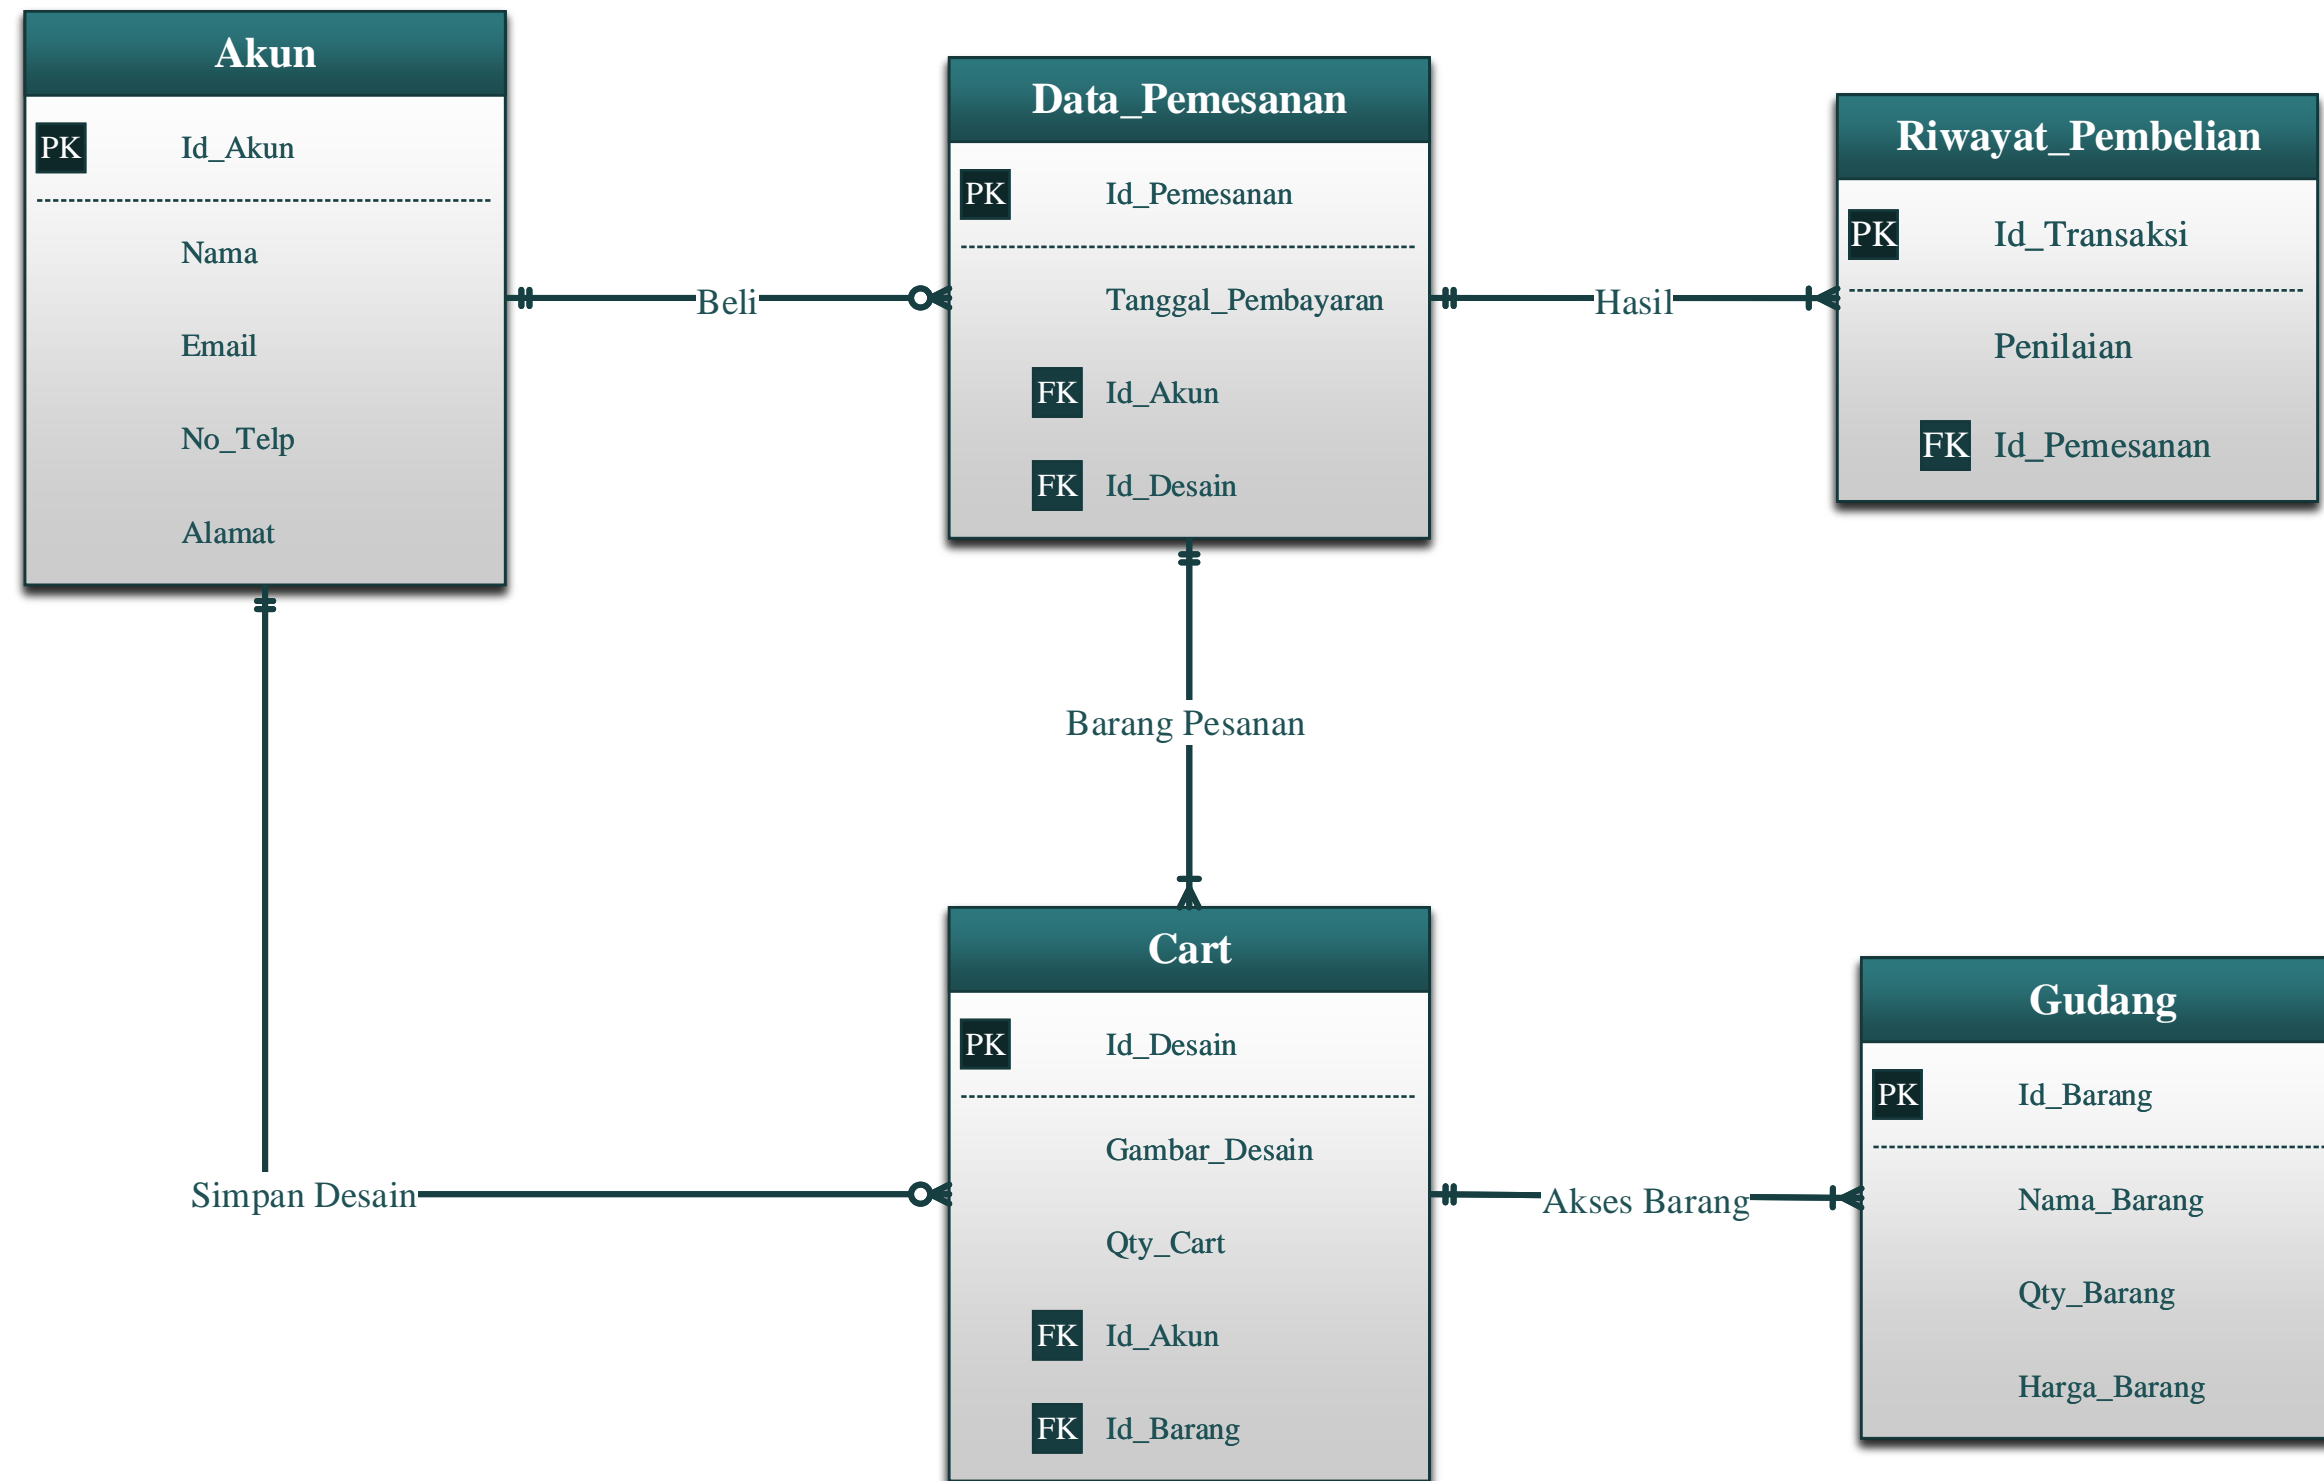 Akun
PK Id_Akun
Nama
Email
No_Telp
Alamat
Beli
Data_Pemesanan
PK Id_Pemesanan
Tanggal_Pembayaran
FK Id_Akun
FK Id_Desain
Hasil
Riwayat_Pembelian
PK Id_Transaksi
Penilaian
FK Id_Pemesanan
Barang Pesanan
Simpan Desain
Cart
PK Id_Desain
Gambar_Desain
Qty_Cart
FK Id_Akun
FK Id_Barang
Akses Barang
Gudang
PK Id_Barang
Nama_Barang
Qty_Barang
Harga_Barang